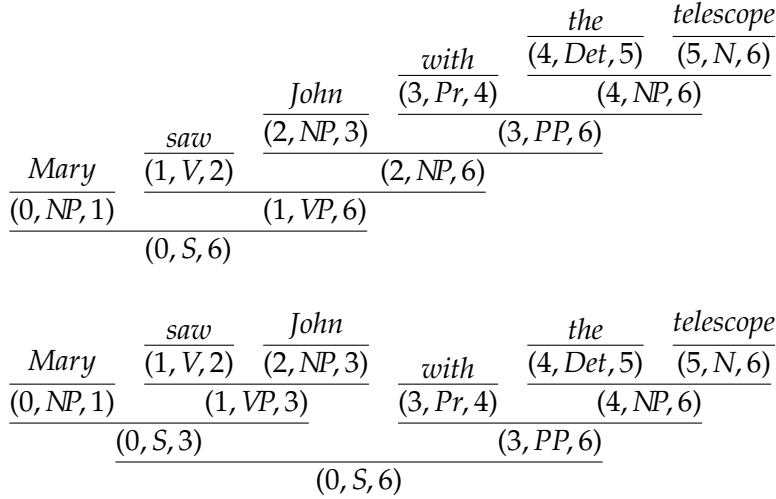 the telescope
with (4, Det, 5) (5, N, 6)
John (3, Pr, 4) (4, NP, 6)
saw (2, NP, 3) (3, PP, 6)
Mary (1, V, 2) (2, NP, 6)
(0, NP, 1) (1, VP, 6)
(0, S, 6)
saw John the telescope
Mary (1, V, 2) (2, NP, 3) with (4, Det, 5) (5, N, 6)
(0, NP, 1) (1, VP, 3) (3, Pr, 4) (4, NP, 6)
(0, S, 3) (3, PP, 6)
(0, S, 6)